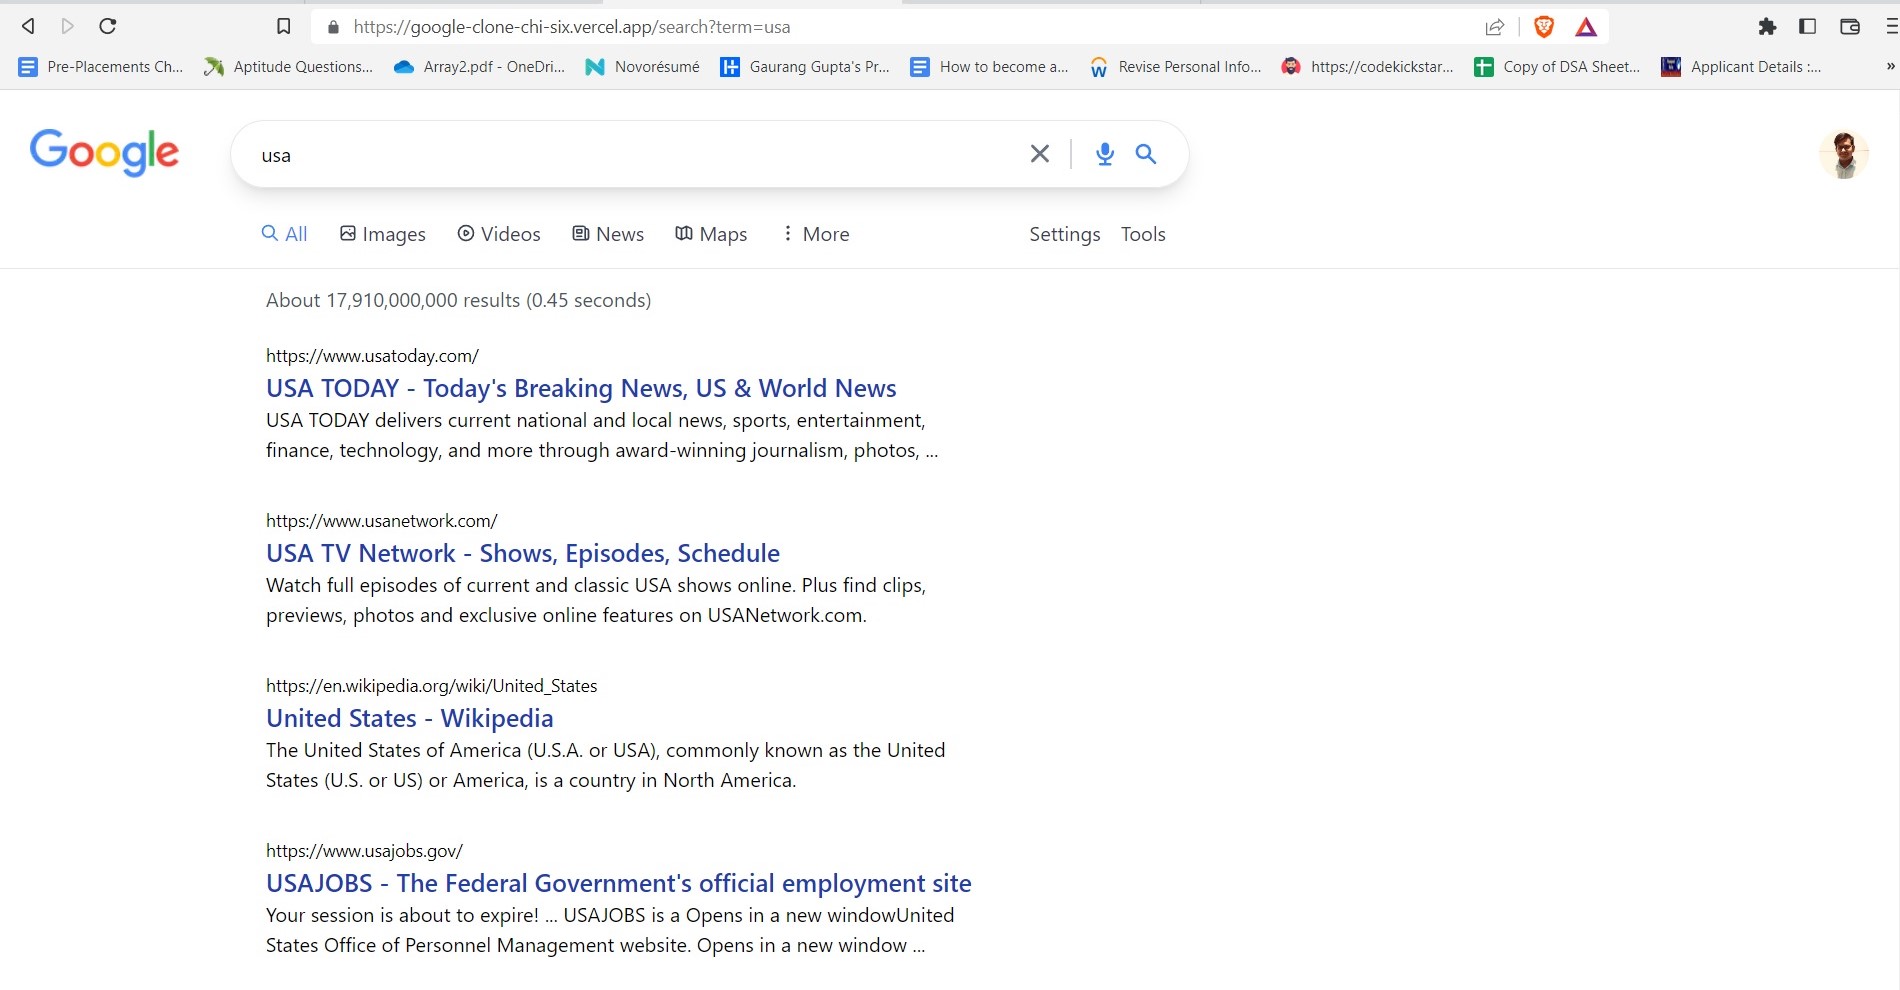 https://google-clone-chi-six.vercel.app/search?term=usa
Pre-Placements Ch... Aptitude Questions... Array2.pdf - OneDri... Novorésumé Gaurang Gupta's Pr... How to become a... Revise Personal Info... https://codekickstar... Copy of DSA Sheet... Applicant Details :... »
Google usa
All Images Videos News Maps More Settings Tools
About 17,910,000,000 results (0.45 seconds)
https://www.usatoday.com/
USA TODAY - Today's Breaking News, US & World News
USA TODAY delivers current national and local news, sports, entertainment,
finance, technology, and more through award-winning journalism, photos, ...
https://www.usanetwork.com/
USA TV Network - Shows, Episodes, Schedule
Watch full episodes of current and classic USA shows online. Plus find clips,
previews, photos and exclusive online features on USANetwork.com.
https://en.wikipedia.org/wiki/United_States
United States - Wikipedia
The United States of America (U.S.A. or USA), commonly known as the United
States (U.S. or US) or America, is a country in North America.
https://www.usajobs.gov/
USAJOBS - The Federal Government's official employment site
Your session is about to expire! ... USAJOBS is a Opens in a new windowUnited
States Office of Personnel Management website. Opens in a new window ...